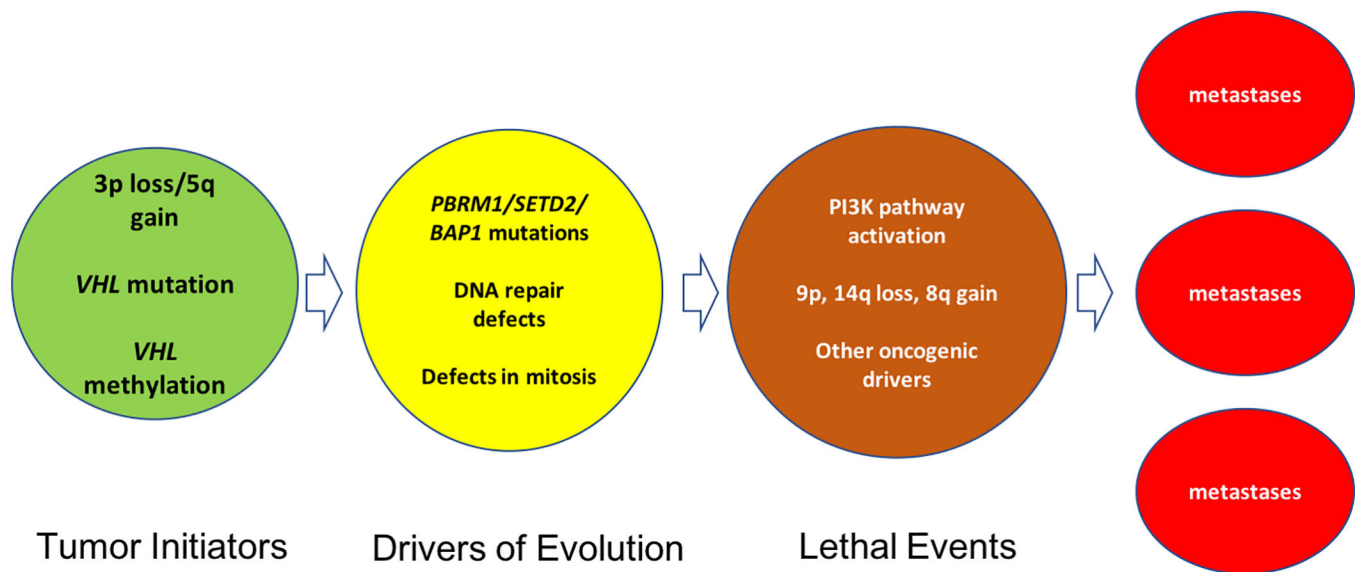 3p loss/5q
gain
VHL mutation
VHL
methylation
Tumor Initiators
PBRM1/SETD2/
BAP1 mutations
DNA repair
defects
Defects in mitosis
Drivers of Evolution
PI3K pathway
activation
9p, 14q loss, 8q gain
Other oncogenic
drivers
Lethal Events
metastases
metastases
metastases